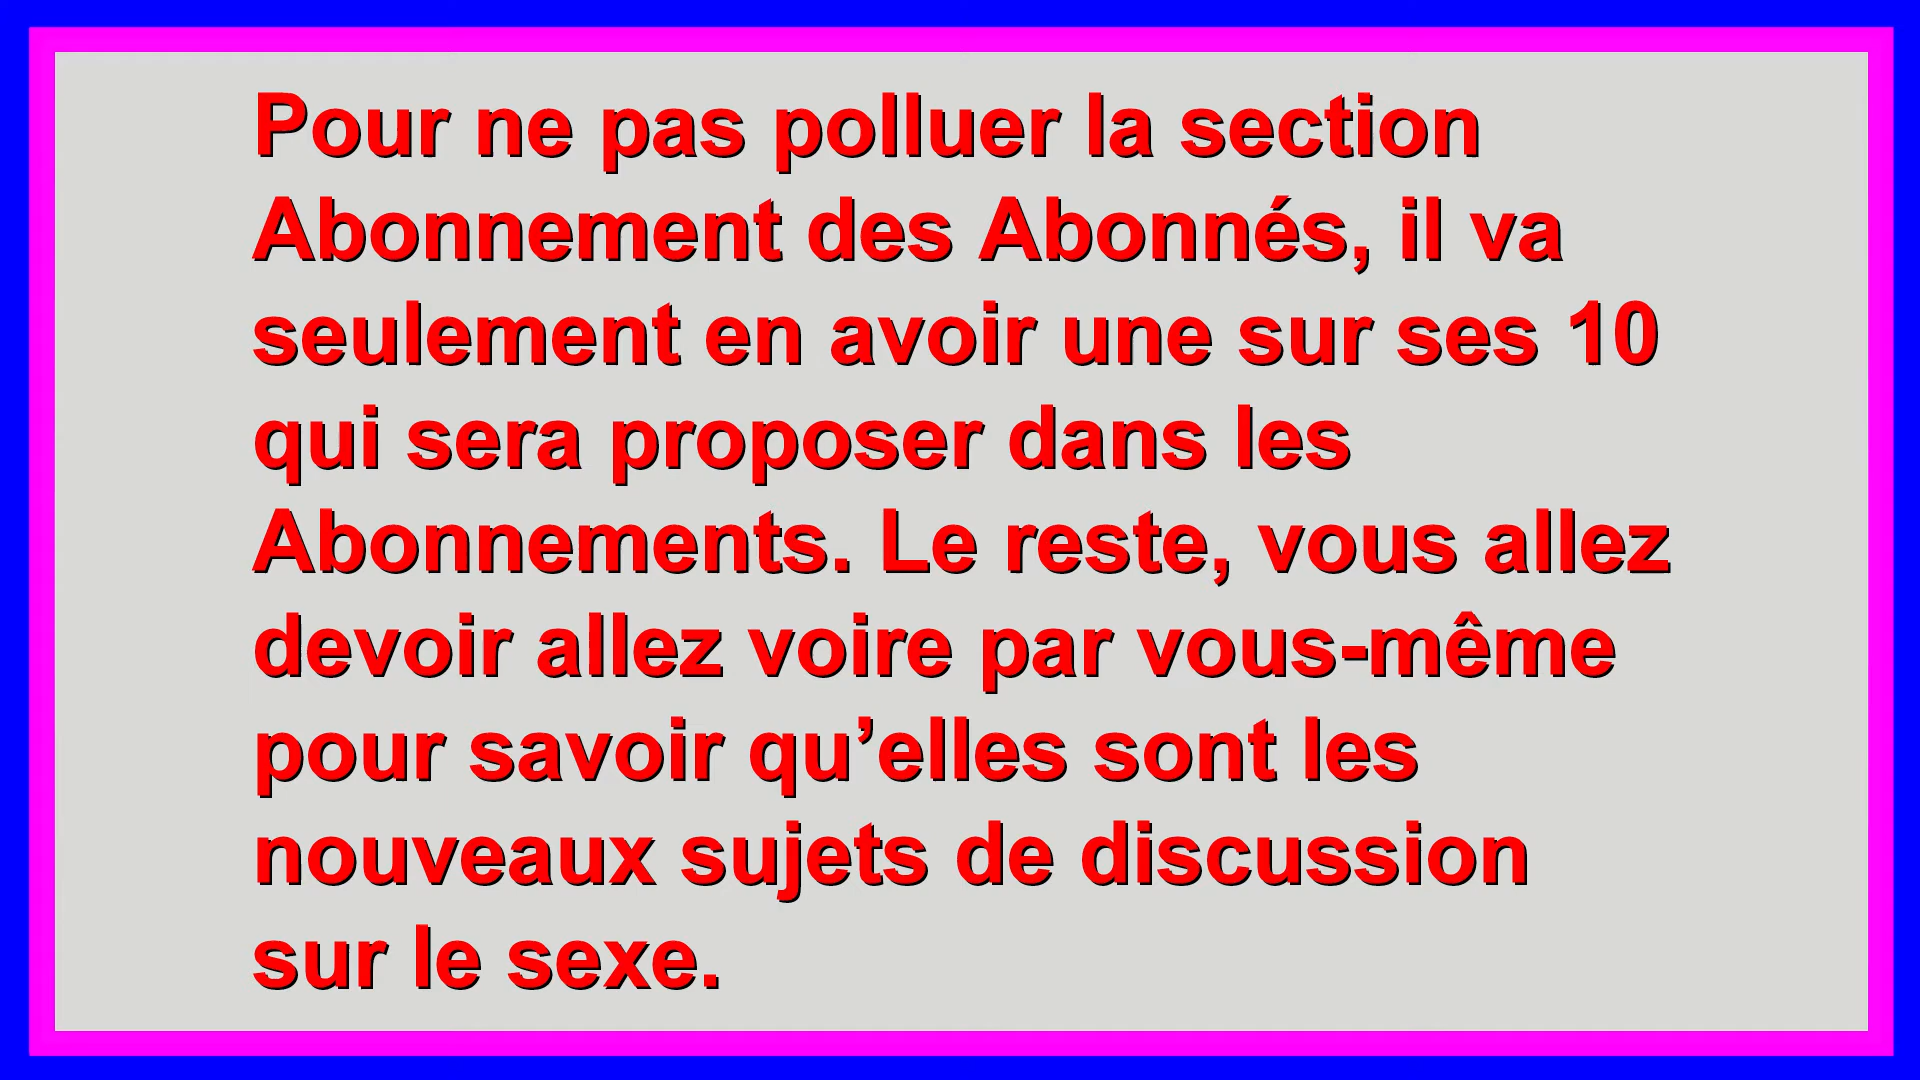 Pour ne pas polluer la section
Abonnement des Abonnés, il va
seulement en avoir une sur ses 10
qui sera proposer dans les
Abonnements. Le reste, vous allez
devoir allez voire par vous-même
pour savoir qu’elles sont les
nouveaux sujets de discussion
sur le sexe.